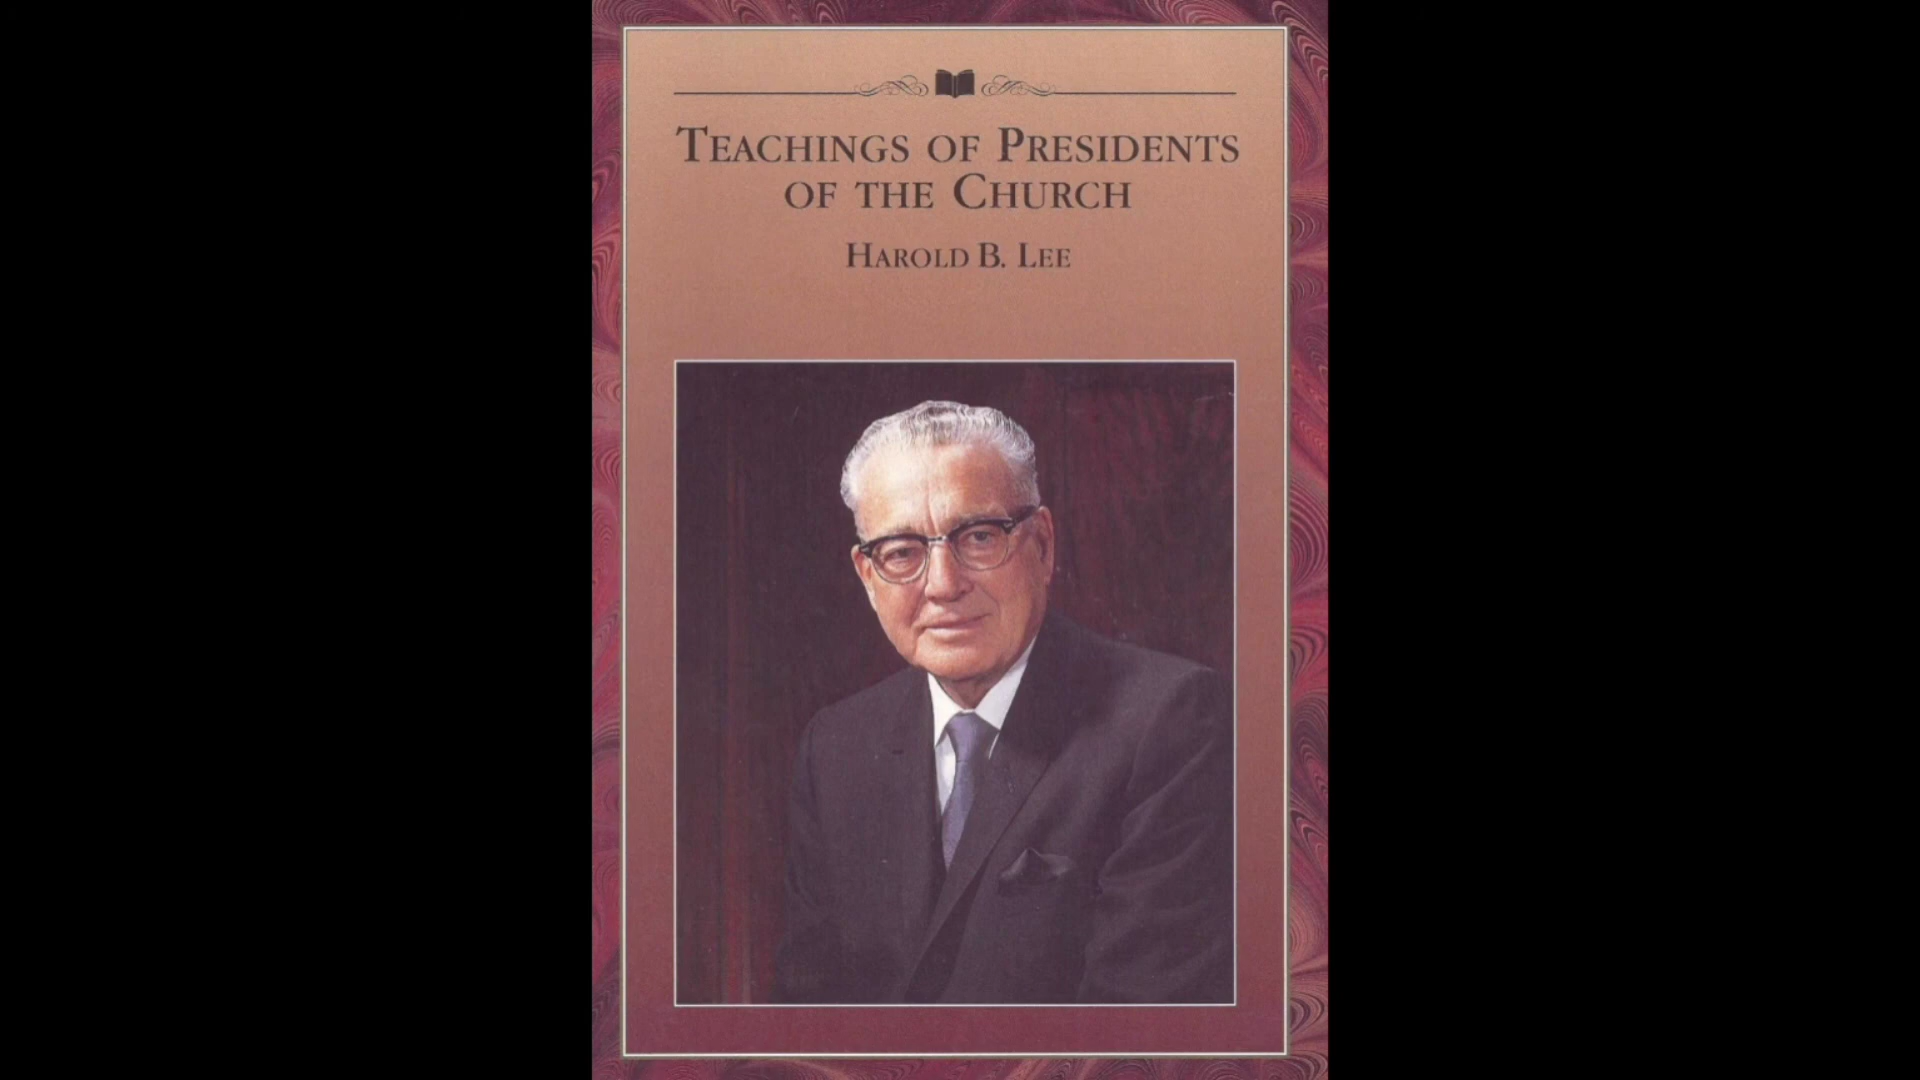 TEACHINGS OF PRESIDENTS
OF THE CHURCH
HAROLD B. LEE